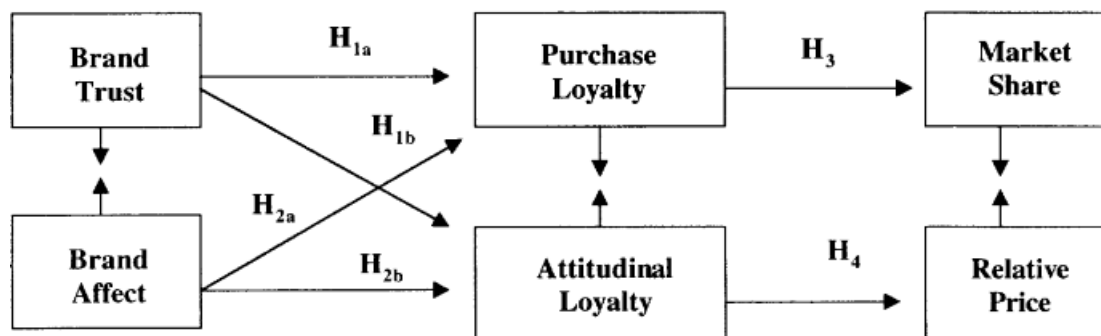 Brand
Trust
H1a
Purchase
Loyalty
H3
Market
Share
H1b
H2a
Brand
Affect
H2b
Attitudinal
Loyalty
H4
Relative
Price